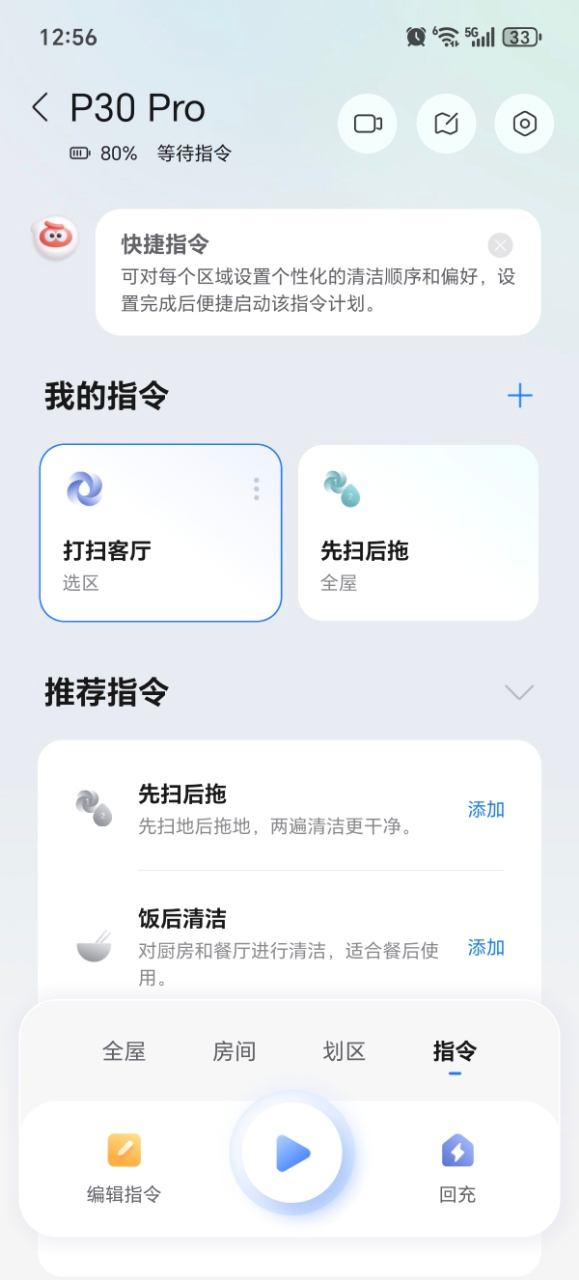 12:56
6 5G 33
P30 Pro
80% 等待指令
快捷指令
可对每个区域设置个性化的清洁顺序和偏好，设
置完成后便捷启动该指令计划。
我的指令
打扫客厅
选区
先扫后拖
全屋
推荐指令
先扫后拖
先扫地后拖地，两遍清洁更干净。
添加
饭后清洁
对厨房和餐厅进行清洁，适合餐后使
用。
添加
全屋 房间 划区 指令
编辑指令 回充